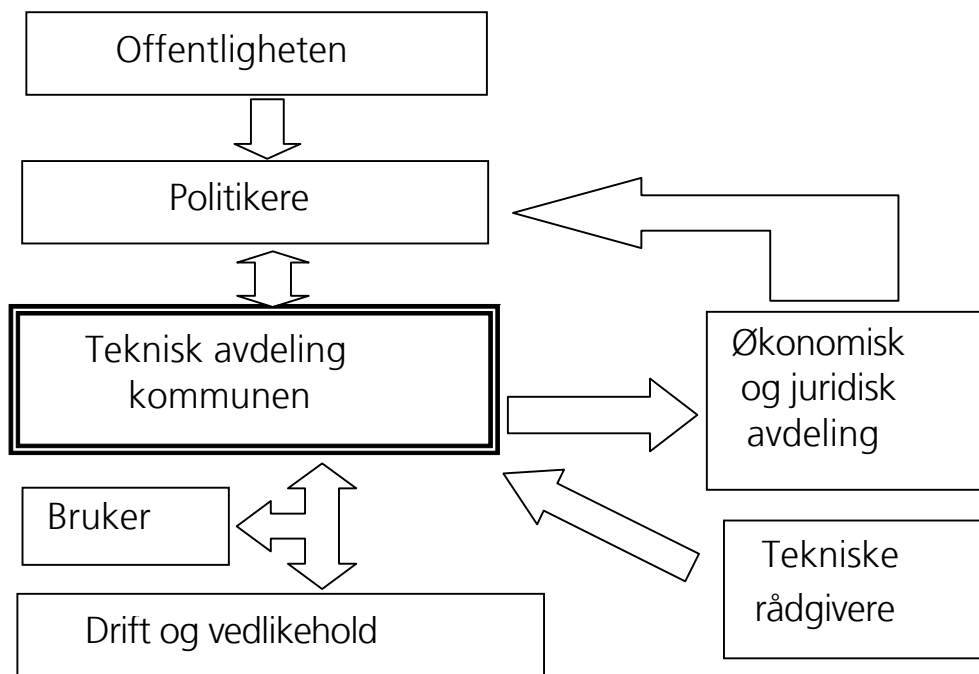 Offentligheten
Politikere
Teknisk avdeling
kommunen
Økonomisk
og juridisk
avdeling
Bruker
Tekniske
rådgivere
Drift og vedlikehold